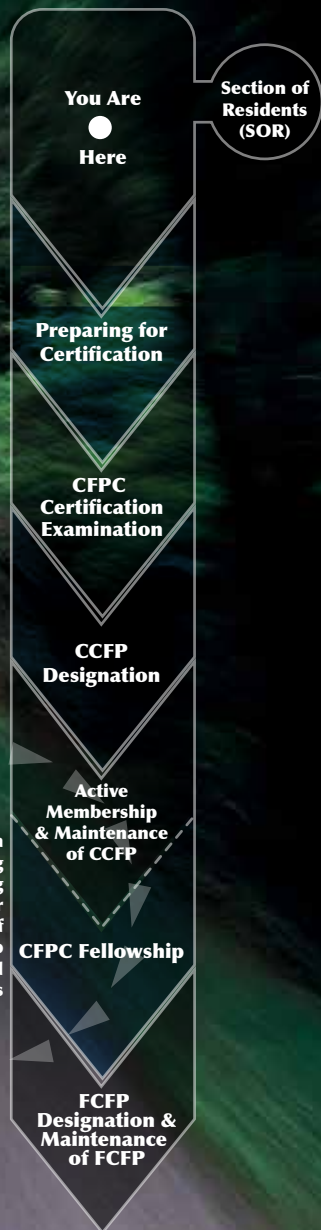 You Are
Here
Section of
Residents
(SOR)
Preparing for
Certification
CFPC
Certification
Examination
CCFP
Designation
Active
Membership
& Maintenance
of CCFP
CFPC Fellowship
FCFP
Designation &
Maintenance
of FCFP